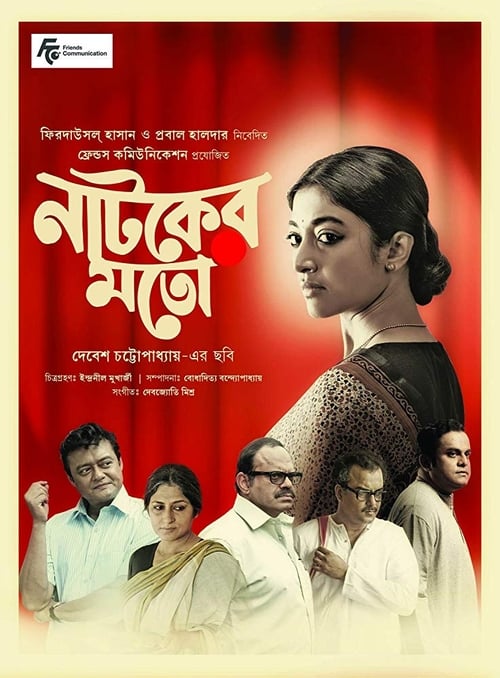 Friends
Communication
ফিরদাউসল্ হাসান ও প্রবাল হালদার নিবেদিত
ফ্রেন্ডস কমিউনিকেশন প্রযোজিত
নাটকের
মতো
দেবেশ চট্টোপাধ্যায়-এর ছবি
চিত্রগ্রহণঃ ইন্দ্রনীল মুখার্জি | সম্পাদনাঃ বোধাদিত্য বন্দ্যোপাধ্যায়
সংগীতঃ দেবজ্যোতি মিশ্র